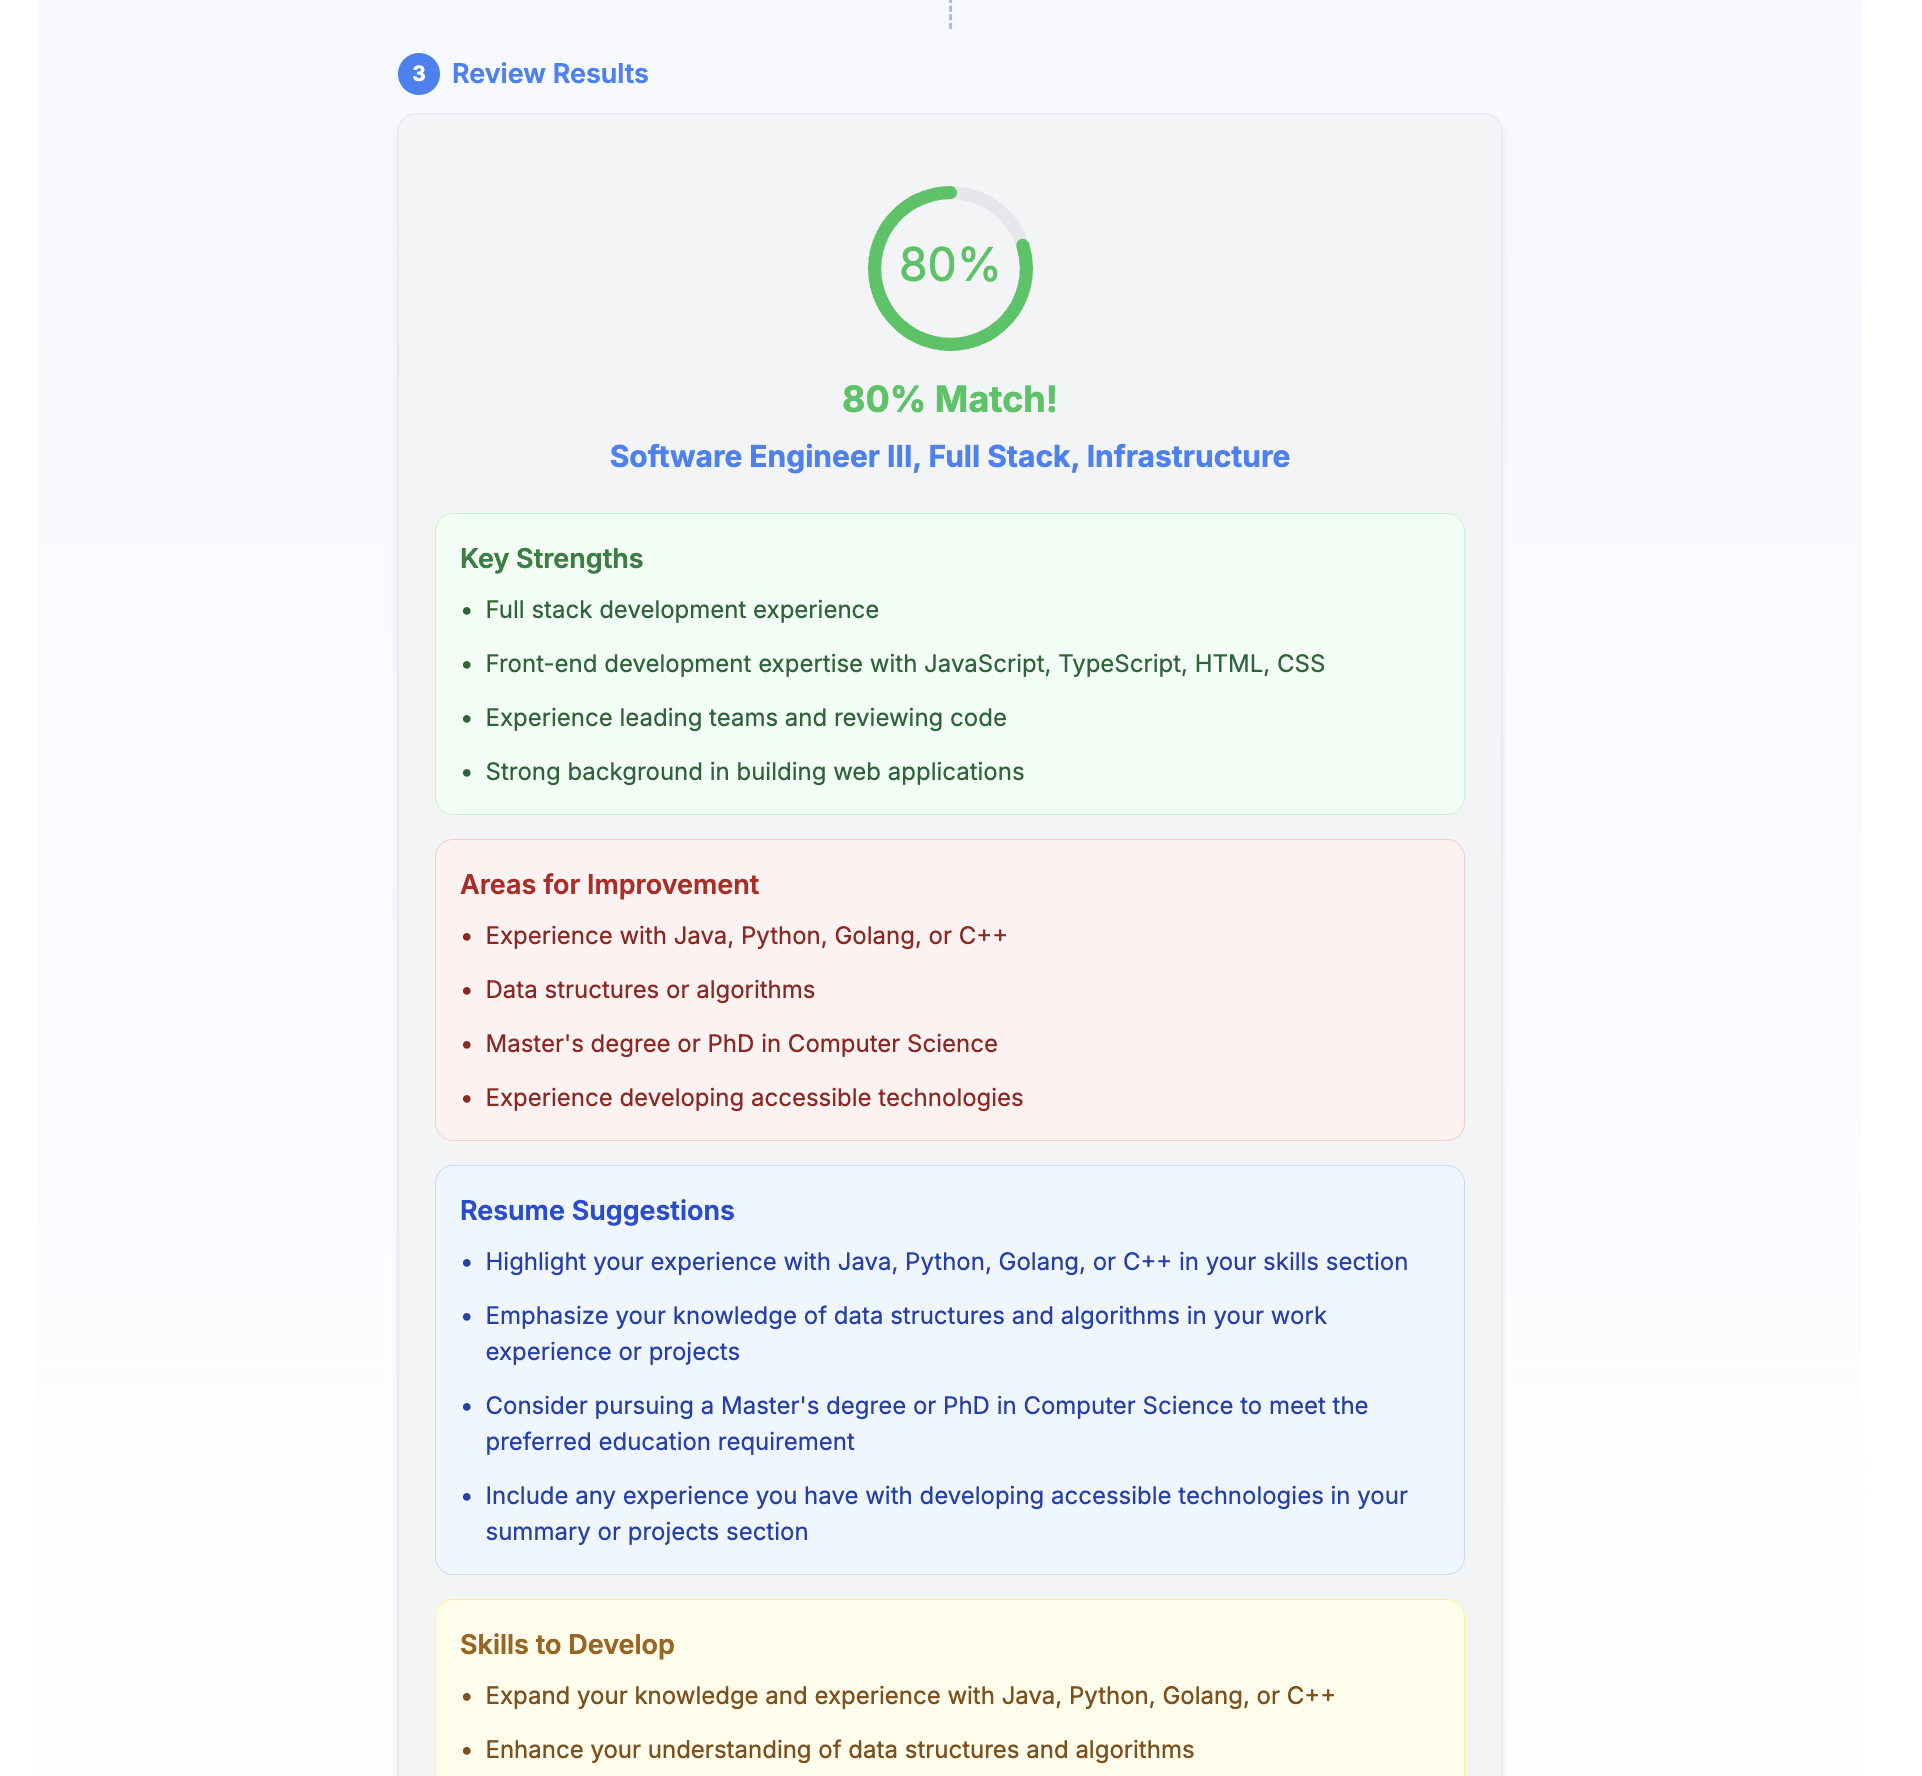 3 Review Results
80%
80% Match!
Software Engineer III, Full Stack, Infrastructure
Key Strengths
• Full stack development experience
• Front-end development expertise with JavaScript, TypeScript, HTML, CSS
• Experience leading teams and reviewing code
• Strong background in building web applications
Areas for Improvement
• Experience with Java, Python, Golang, or C++
• Data structures or algorithms
• Master's degree or PhD in Computer Science
• Experience developing accessible technologies
Resume Suggestions
• Highlight your experience with Java, Python, Golang, or C++ in your skills section
• Emphasize your knowledge of data structures and algorithms in your work
experience or projects
• Consider pursuing a Master's degree or PhD in Computer Science to meet the
preferred education requirement
• Include any experience you have with developing accessible technologies in your
summary or projects section
Skills to Develop
• Expand your knowledge and experience with Java, Python, Golang, or C++
• Enhance your understanding of data structures and algorithms